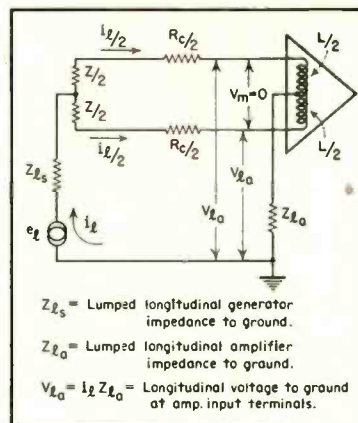 iℓ/2
Rc/2
L/2
Z/2
Vm=0
Z/2
iℓ/2
Rc/2
L/2
Zℓs
Vℓa
Vℓa
Zℓa
eℓ
iℓ
Zℓs = Lumped longitudinal generator
impedance to ground.
Zℓa = Lumped longitudinal amplifier
impedance to ground.
Vℓa = iℓ Zℓa = Longitudinal voltage to ground
at amp. input terminals.